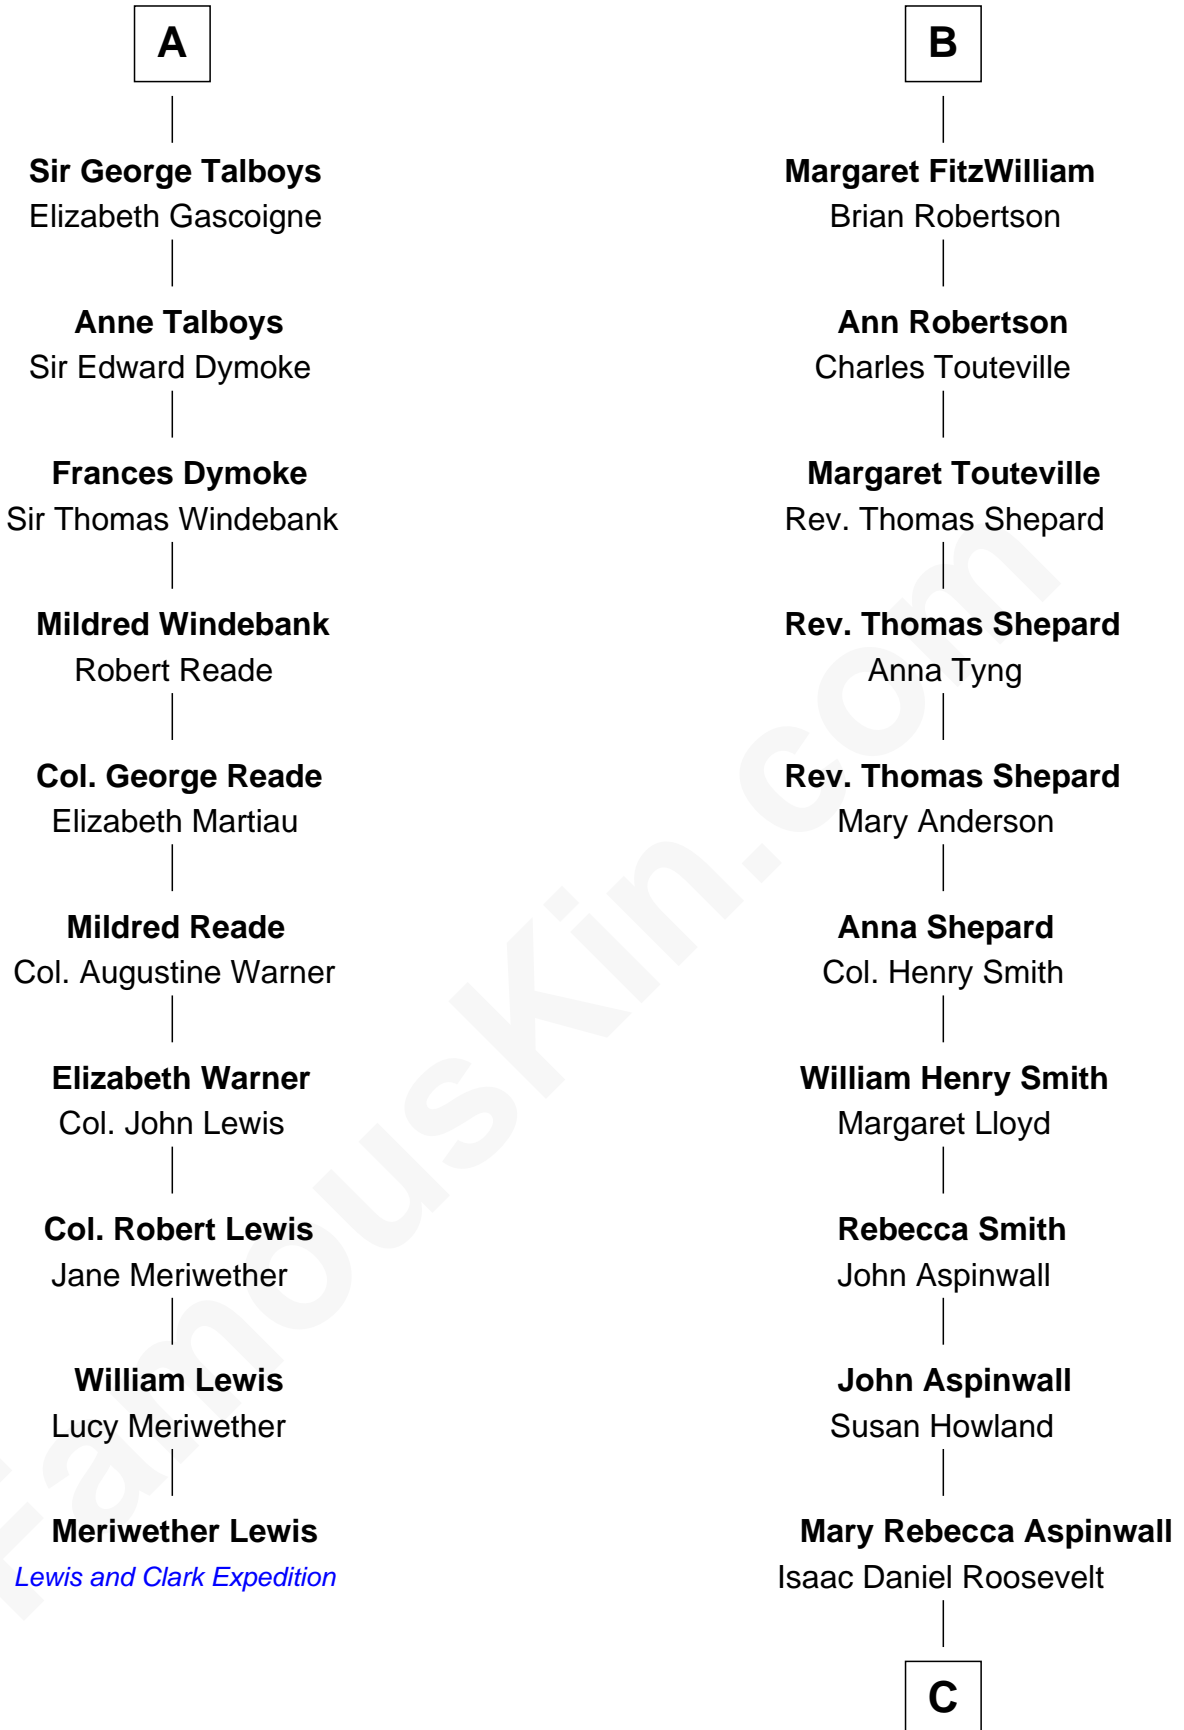 A
Sir George Talboys
Elizabeth Gascoigne
Anne Talboys
Sir Edward Dymoke
Frances Dymoke
Sir Thomas Windebank
Mildred Windebank
Robert Reade
Col. George Reade
Elizabeth Martiau
Mildred Reade
Col. Augustine Warner
Elizabeth Warner
Col. John Lewis
Col. Robert Lewis
Jane Meriwether
William Lewis
Lucy Meriwether
Meriwether Lewis
Lewis and Clark Expedition
B
Margaret FitzWilliam
Brian Robertson
Ann Robertson
Charles Touteville
Margaret Touteville
Rev. Thomas Shepard
Rev. Thomas Shepard
Anna Tyng
Rev. Thomas Shepard
Mary Anderson
Anna Shepard
Col. Henry Smith
William Henry Smith
Margaret Lloyd
Rebecca Smith
John Aspinwall
John Aspinwall
Susan Howland
Mary Rebecca Aspinwall
Isaac Daniel Roosevelt
C
FamousKin.com